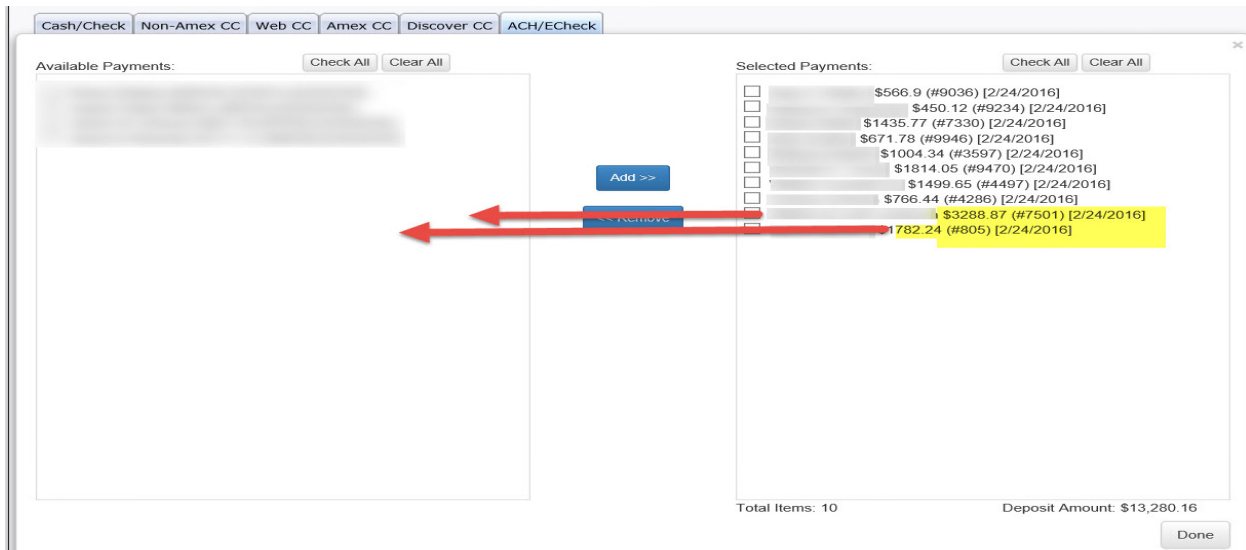 Cash/Check Non-Amex CC Web CC Amex CC Discover CC ACH/ECheck
Available Payments: Check All Clear All
Selected Payments: Check All Clear All
$566.9 (#9036) [2/24/2016]
$450.12 (#9234) [2/24/2016]
$1435.77 (#7330) [2/24/2016]
$671.78 (#9946) [2/24/2016]
$1004.34 (#3597) [2/24/2016]
$1814.05 (#9470) [2/24/2016]
$1499.65 (#4497) [2/24/2016]
$766.44 (#4286) [2/24/2016]
$3288.87 (#7501) [2/24/2016]
$1782.24 (#805) [2/24/2016]
Add >>
<< Remove
Total Items: 10 Deposit Amount: $13,280.16
Done